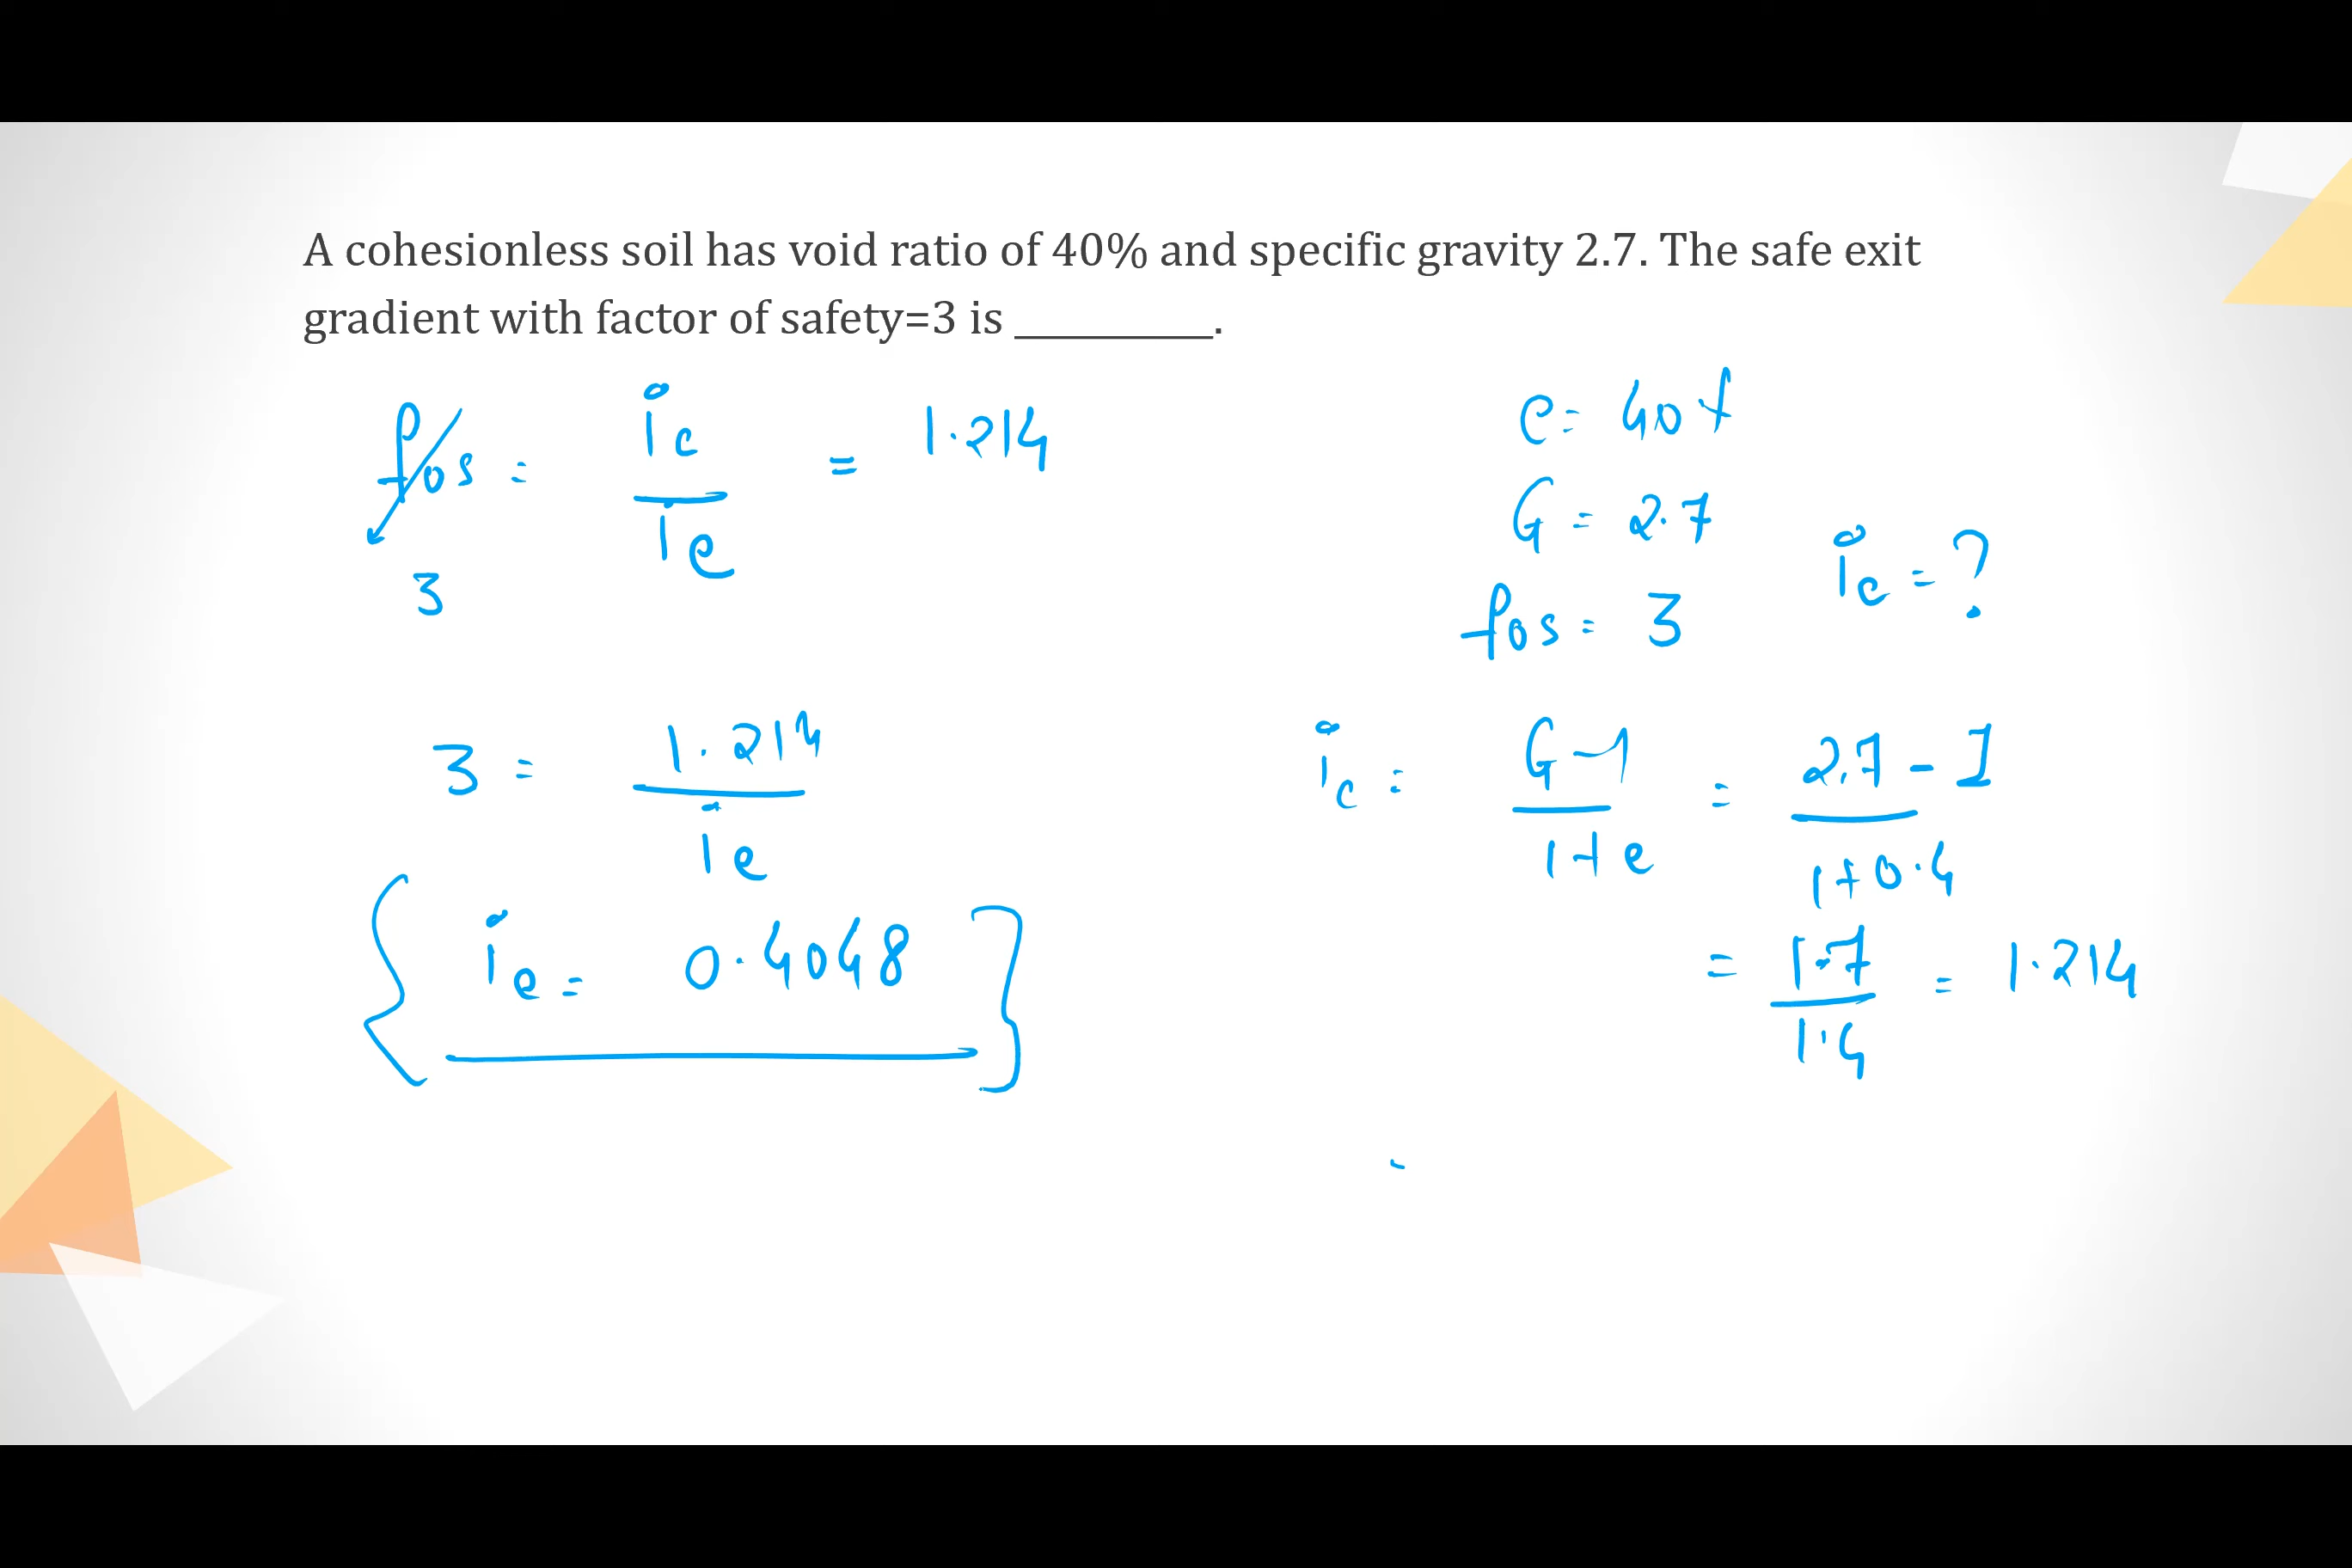 A cohesionless soil has void ratio of 40% and specific gravity 2.7. The safe exit
gradient with factor of safety=3 is __________.
fos = ic / ie = 1.214
3
3 = 1.214 / ie
ie = 0.4048
e = 40 %
G = 2.7
ie = ?
fos = 3
ic = G-1 / 1+e = 2.7 - 1 / 1+0.4
= 1.7 / 1.4 = 1.214